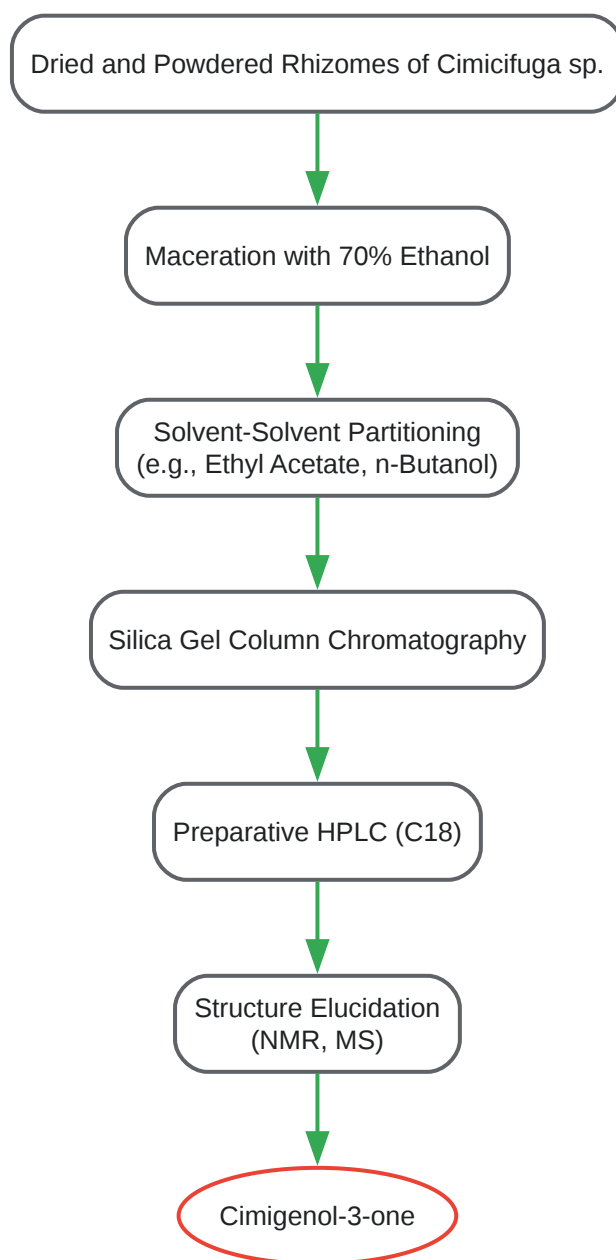 Dried and Powdered Rhizomes of Cimicifuga sp.
Maceration with 70% Ethanol
Solvent-Solvent Partitioning
(e.g., Ethyl Acetate, n-Butanol)
Silica Gel Column Chromatography
Preparative HPLC (C18)
Structure Elucidation
(NMR, MS)
Cimigenol-3-one